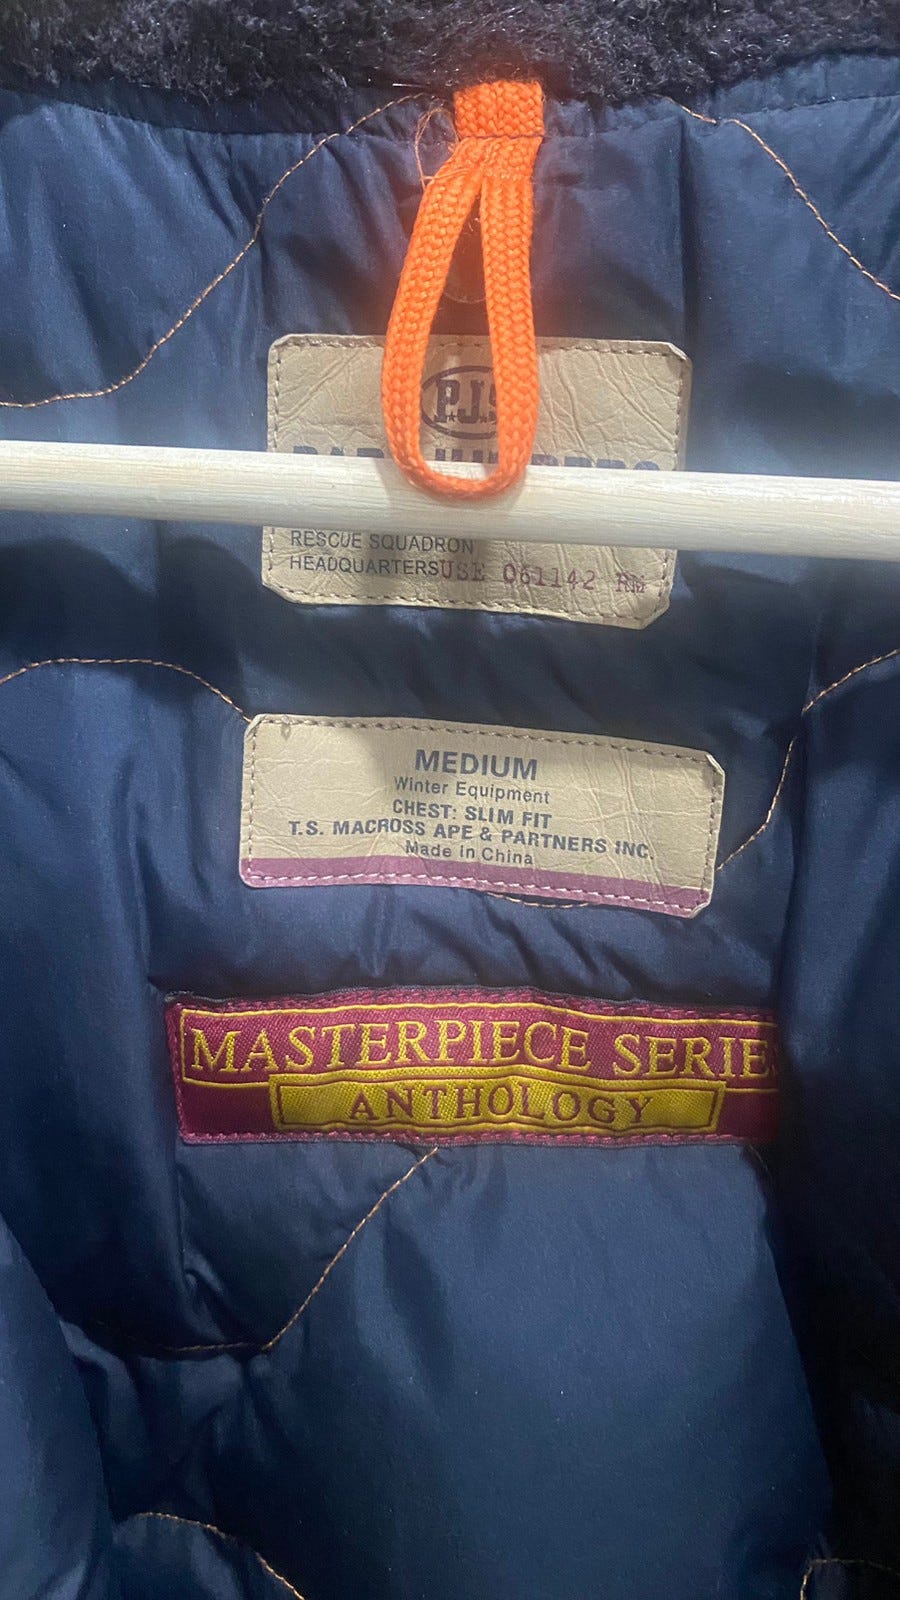 P.J.S
RESCUE SQUADRON
HEADQUARTERS USE 061142 RM
MEDIUM
Winter Equipment
CHEST: SLIM FIT
T.S. MACROSS APE & PARTNERS INC.
Made In China
MASTERPIECE SERIES
ANTHOLOGY